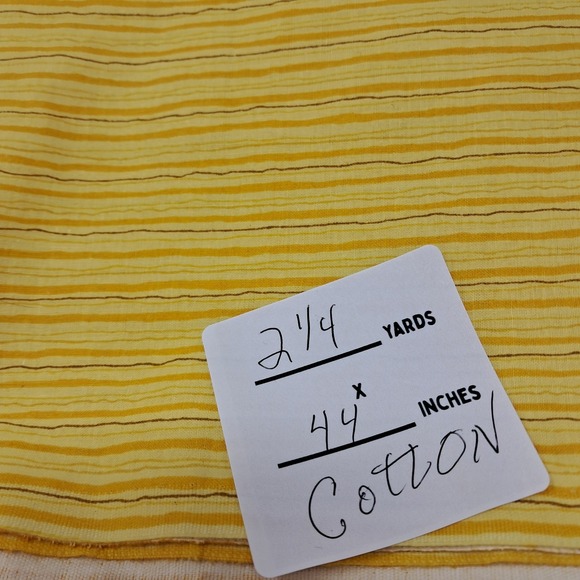 2 1/4 YARDS
X
44 INCHES
Cotton